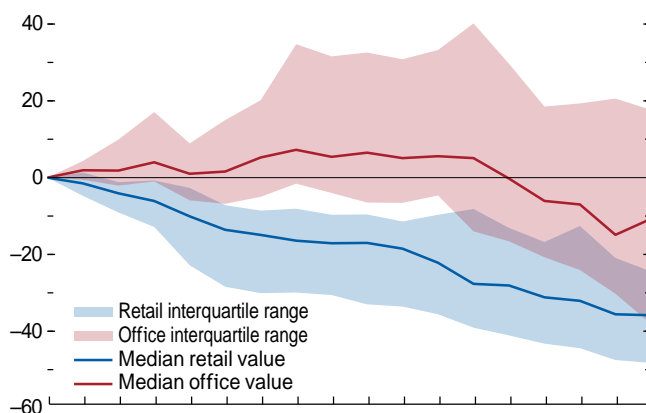 40
20
0
–20
–40
–60
Retail interquartile range
Office interquartile range
Median retail value
Median office value